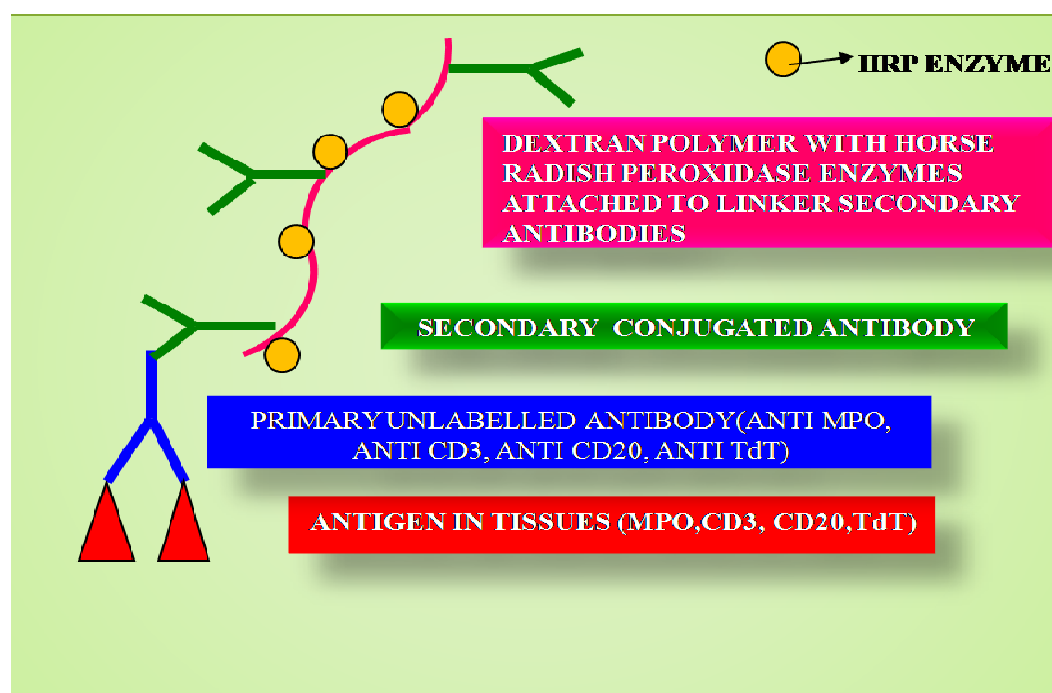 HRP ENZYME
DEXTRAN POLYMER WITH HORSE
RADISH PEROXIDASE ENZYMES
ATTACHED TO LINKER SECONDARY
ANTIBODIES
SECONDARY CONJUGATED ANTIBODY
PRIMARY UNLABELLED ANTIBODY(ANTI MPO,
ANTI CD3, ANTI CD20, ANTI TdT)
ANTIGEN IN TISSUES (MPO,CD3, CD20,TdT)